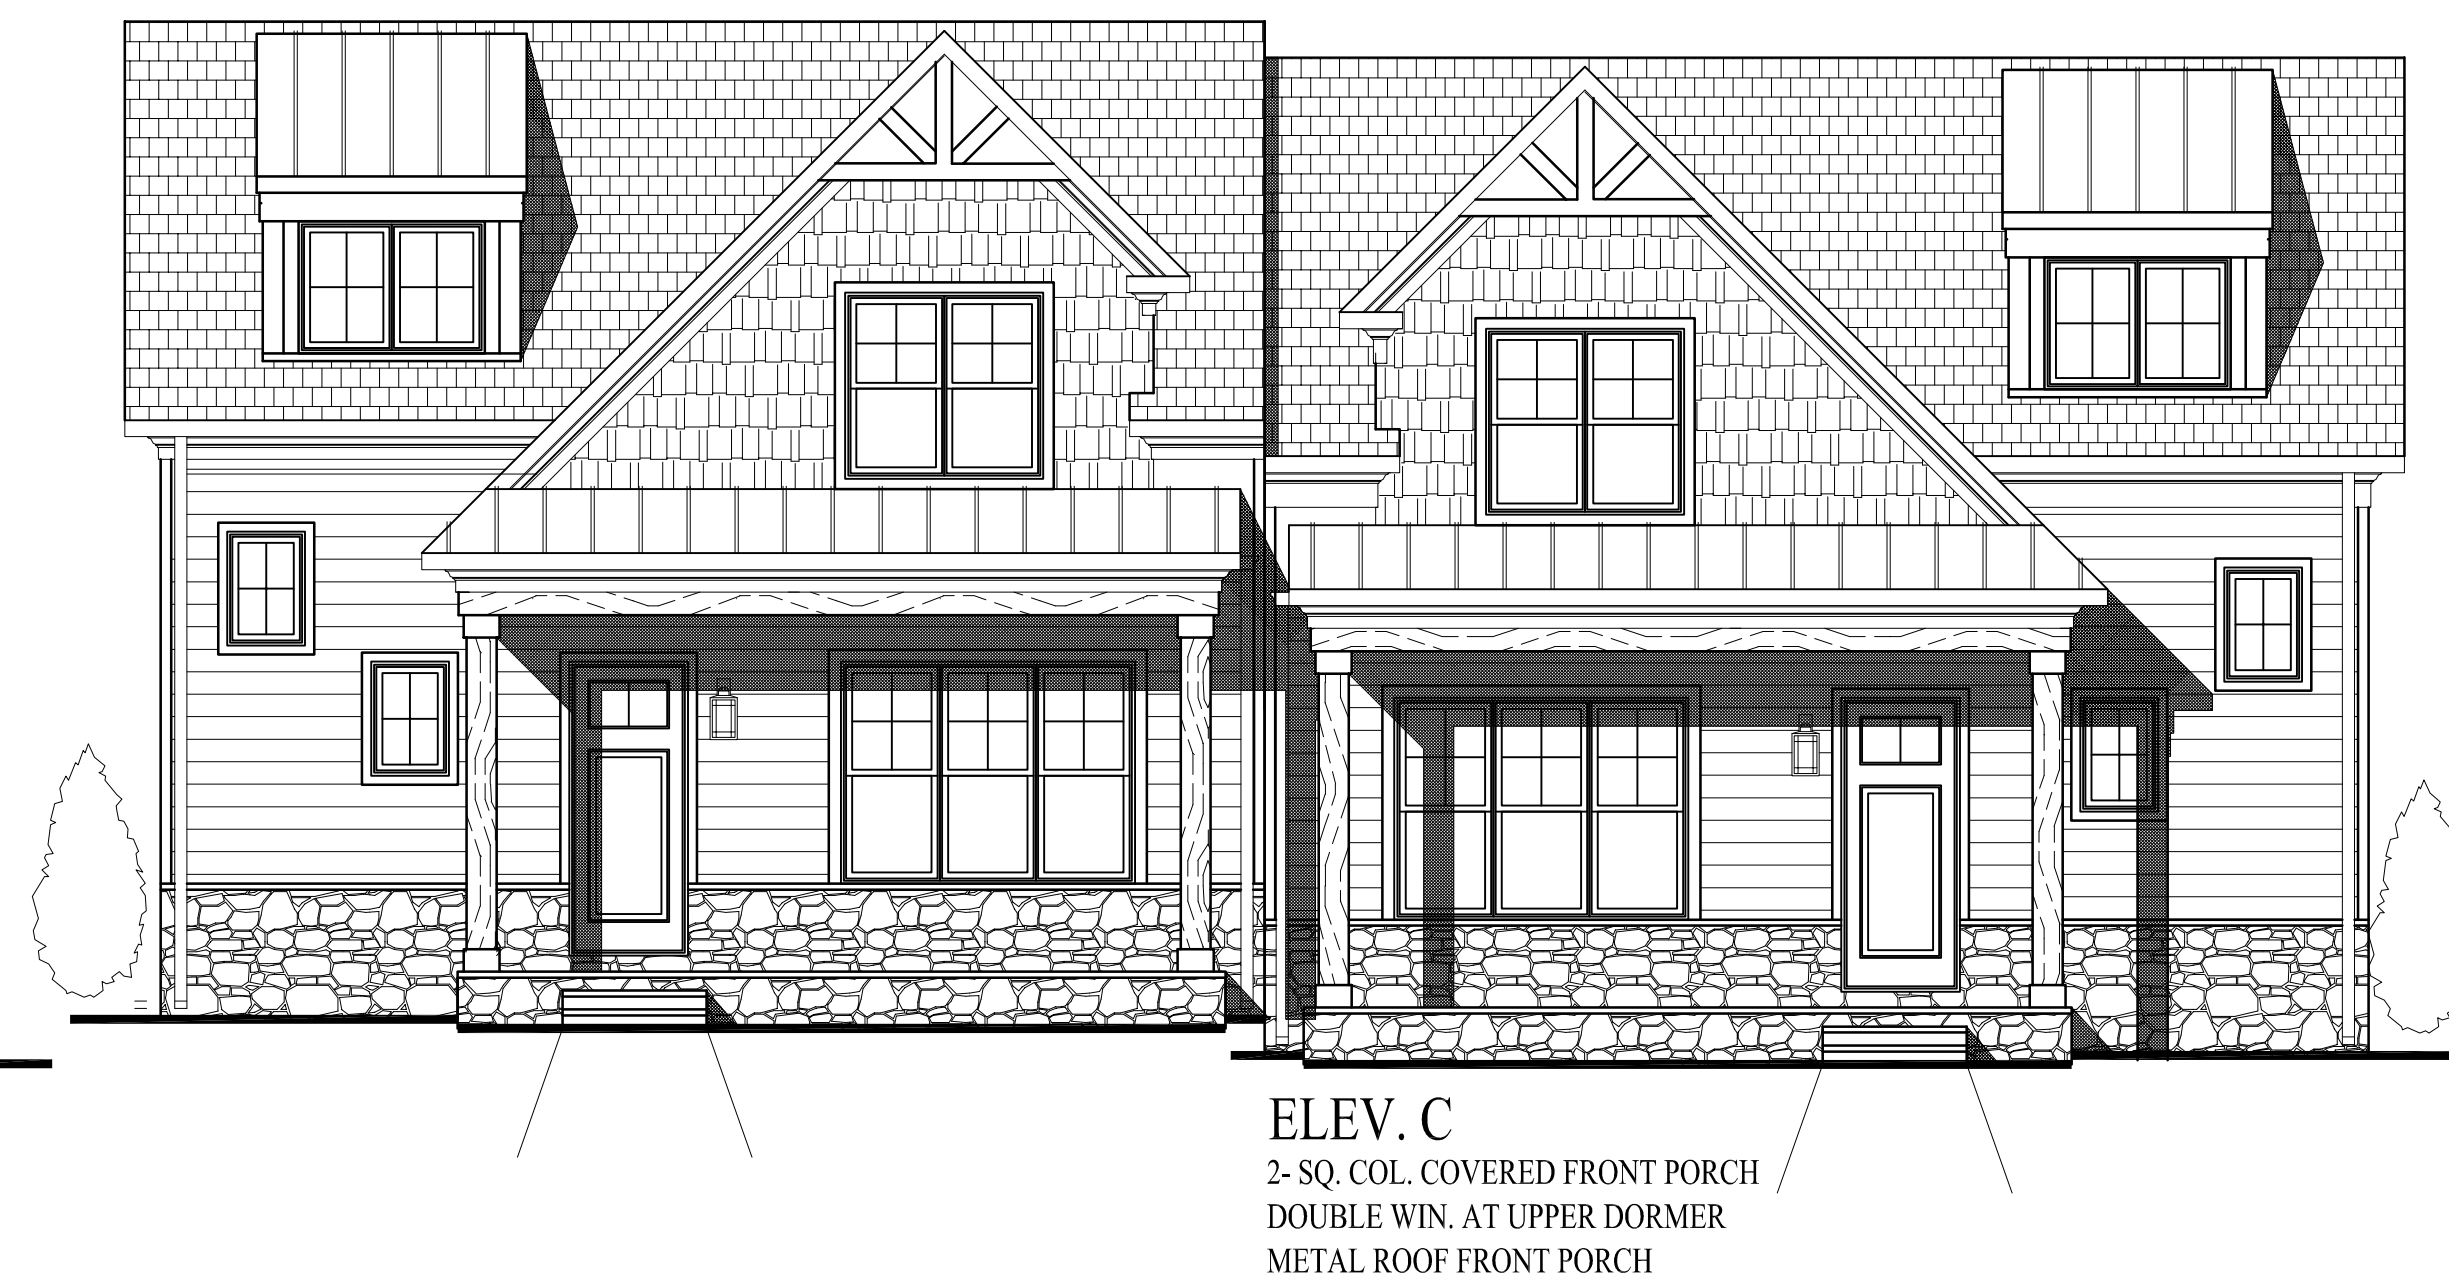 ELEV. C
2- SQ. COL. COVERED FRONT PORCH
DOUBLE WIN. AT UPPER DORMER
METAL ROOF FRONT PORCH